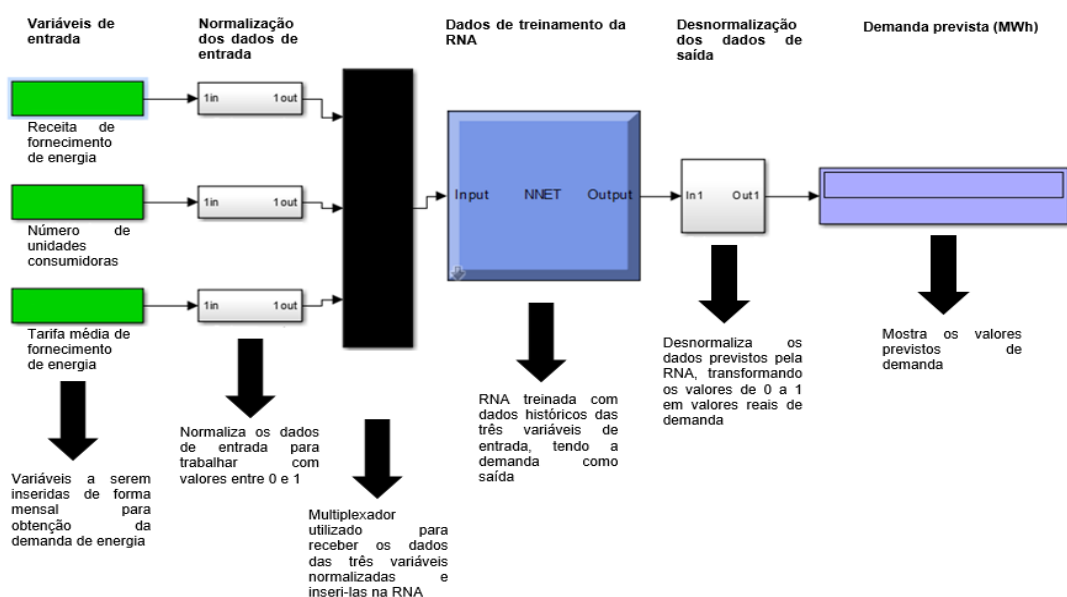 Variáveis de
entrada
Normalização
dos dados de
entrada
Dados de treinamento da
RNA
Desnormalização
dos dados de
saída
Demanda prevista (MWh)
Receita de
fornecimento
de energia
1in 1out
Número de
unidades
consumidoras
1in 1out
Tarifa média de
fornecimento
de energia
1in 1out
Input NNET Output
In1 Out1
Variáveis a serem
inseridas de forma
mensal para
obtenção da
demanda de energia
Normaliza os dados
de entrada para
trabalhar com
valores entre 0 e 1
Multiplexador
utilizado para
receber os dados
das três variáveis
normalizadas e
inseri-las na RNA
RNA treinada com
dados históricos das
três variáveis de
entrada, tendo a
demanda como
saída
Desnormaliza os
dados previstos pela
RNA, transformando
os valores de 0 a 1
em valores reais de
demanda
Mostra os valores
previstos de
demanda